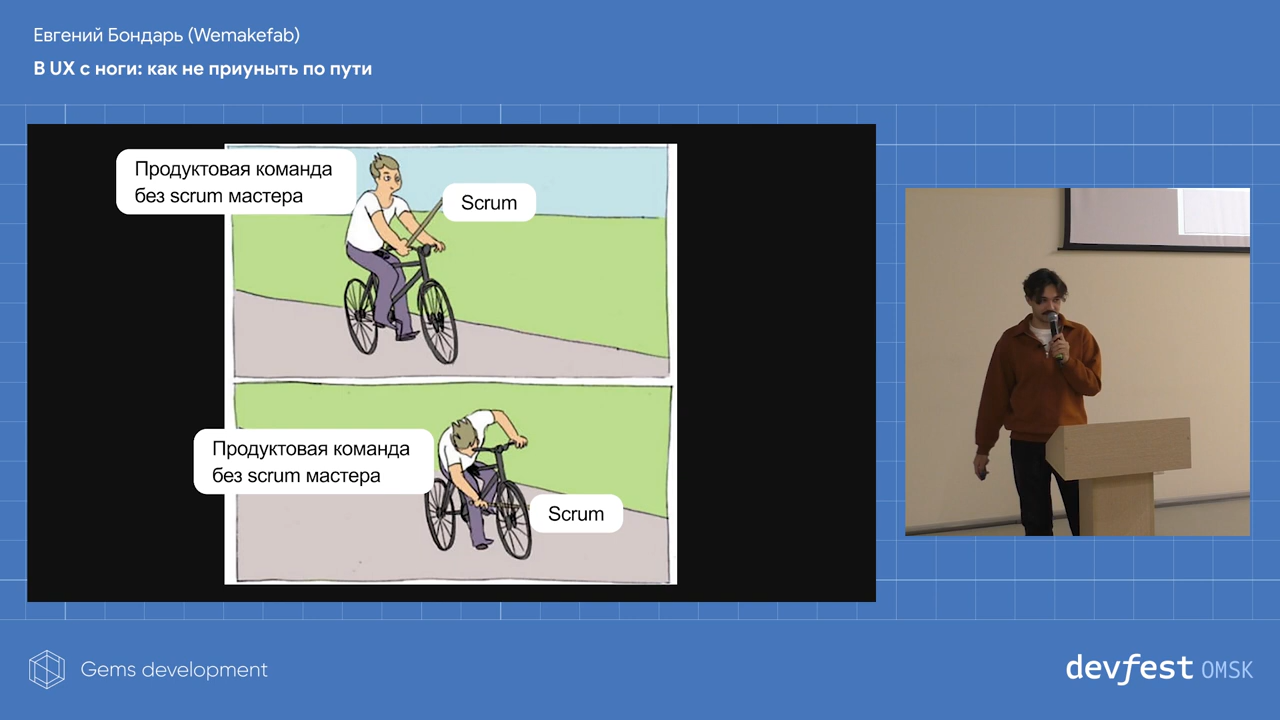 Евгений Бондарь (Wemakefab)
В UX с ноги: как не приуныть по пути
Продуктовая команда
без scrum мастера
Scrum
Продуктовая команда
без scrum мастера
Scrum
Gems development
devfest OMSK